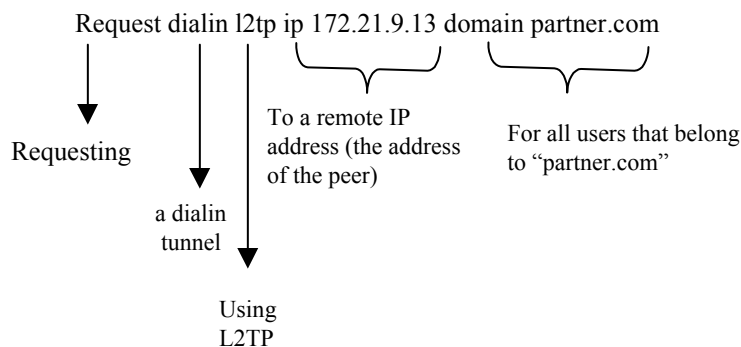 Request dialin l2tp ip 172.21.9.13 domain partner.com
Requesting
a dialin
tunnel
Using
L2TP
To a remote IP
address (the address
of the peer)
For all users that belong
to “partner.com”